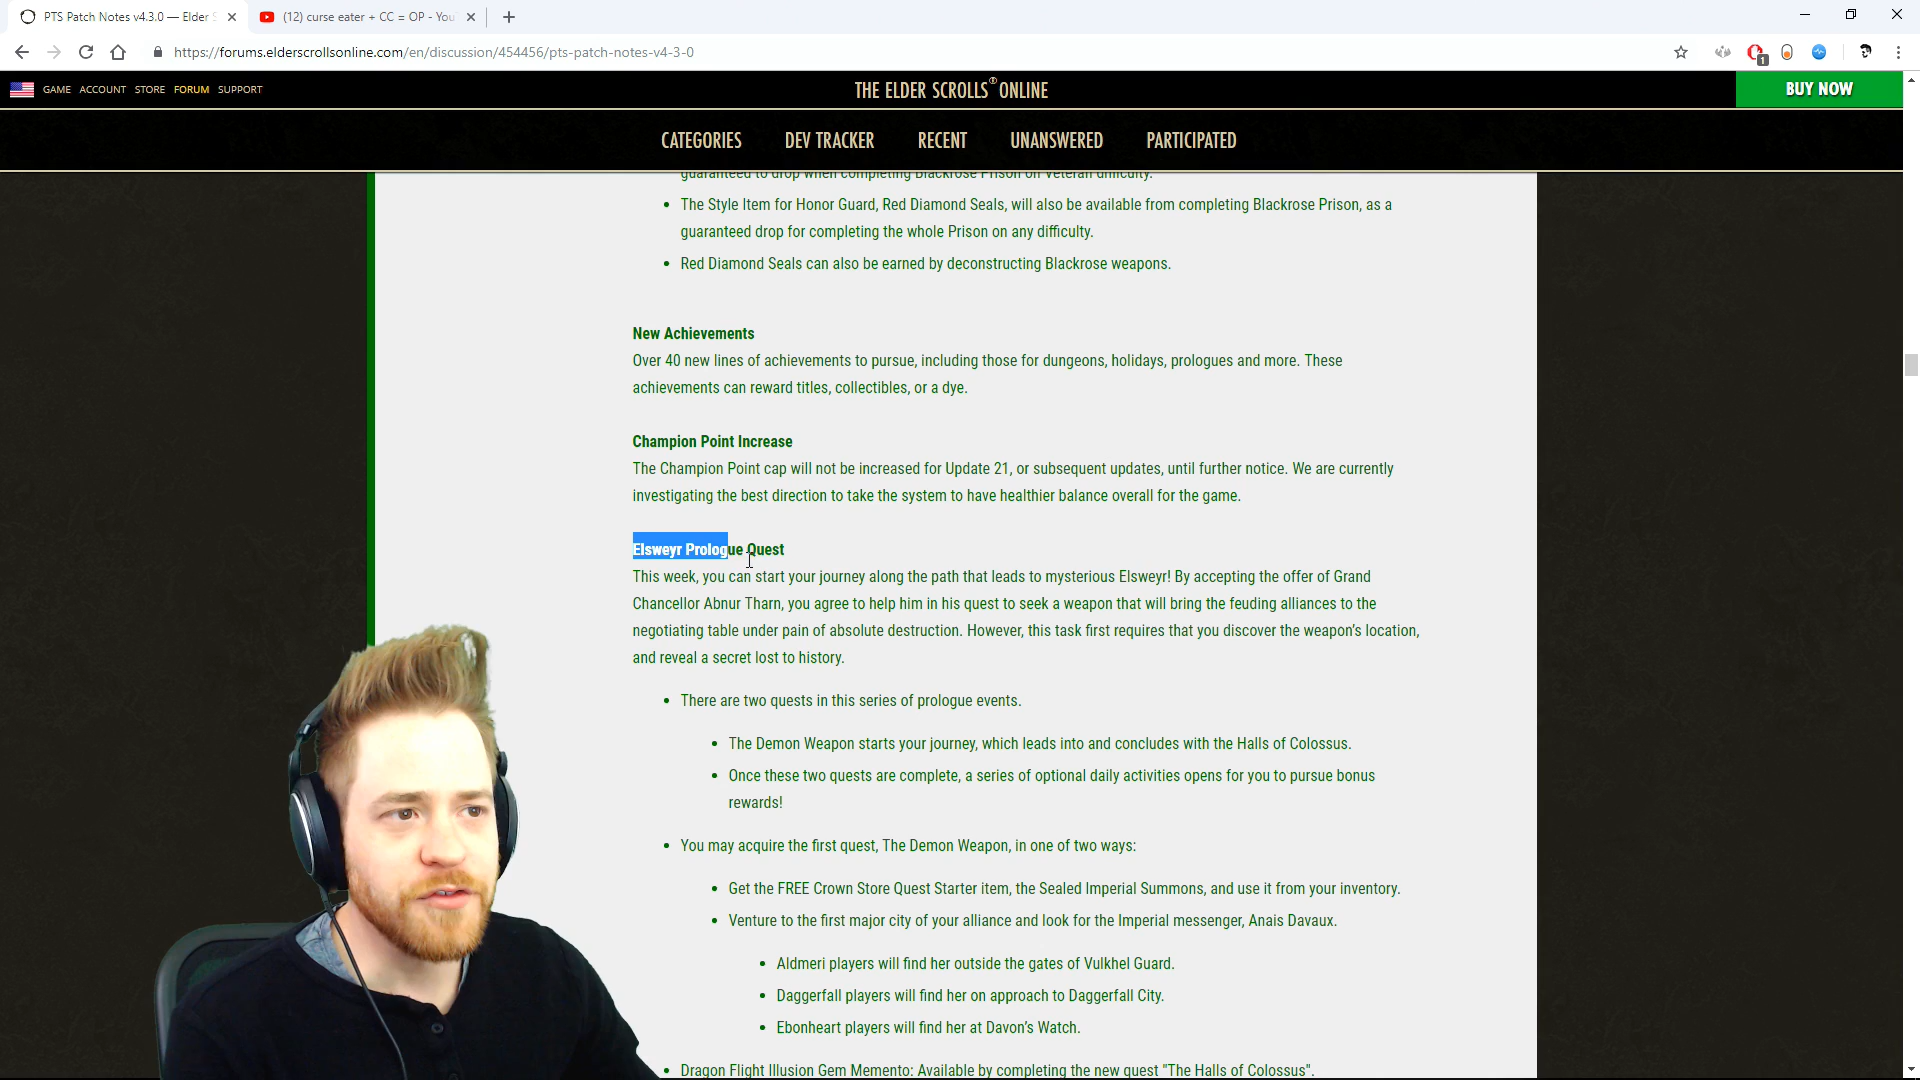 PTS Patch Notes v4.3.0 — Elder S
(12) curse eater + CC = OP - You
https://forums.elderscrollsonline.com/en/discussion/454456/pts-patch-notes-v4-3-0
1
GAME ACCOUNT STORE FORUM SUPPORT
THE ELDER SCROLLS® ONLINE
BUY NOW
CATEGORIES DEV TRACKER RECENT UNANSWERED PARTICIPATED
guaranteed to drop when completing Blackrose Prison on Veteran difficulty.
• The Style Item for Honor Guard, Red Diamond Seals, will also be available from completing Blackrose Prison, as a
guaranteed drop for completing the whole Prison on any difficulty.
• Red Diamond Seals can also be earned by deconstructing Blackrose weapons.
New Achievements
Over 40 new lines of achievements to pursue, including those for dungeons, holidays, prologues and more. These
achievements can reward titles, collectibles, or a dye.
Champion Point Increase
The Champion Point cap will not be increased for Update 21, or subsequent updates, until further notice. We are currently
investigating the best direction to take the system to have healthier balance overall for the game.
Elsweyr Prologue Quest
This week, you can start your journey along the path that leads to mysterious Elsweyr! By accepting the offer of Grand
Chancellor Abnur Tharn, you agree to help him in his quest to seek a weapon that will bring the feuding alliances to the
negotiating table under pain of absolute destruction. However, this task first requires that you discover the weapon's location,
and reveal a secret lost to history.
• There are two quests in this series of prologue events.
• The Demon Weapon starts your journey, which leads into and concludes with the Halls of Colossus.
• Once these two quests are complete, a series of optional daily activities opens for you to pursue bonus
rewards!
• You may acquire the first quest, The Demon Weapon, in one of two ways:
• Get the FREE Crown Store Quest Starter item, the Sealed Imperial Summons, and use it from your inventory.
• Venture to the first major city of your alliance and look for the Imperial messenger, Anais Davaux.
• Aldmeri players will find her outside the gates of Vulkhel Guard.
• Daggerfall players will find her on approach to Daggerfall City.
• Ebonheart players will find her at Davon's Watch.
• Dragon Flight Illusion Gem Memento: Available by completing the new quest "The Halls of Colossus".